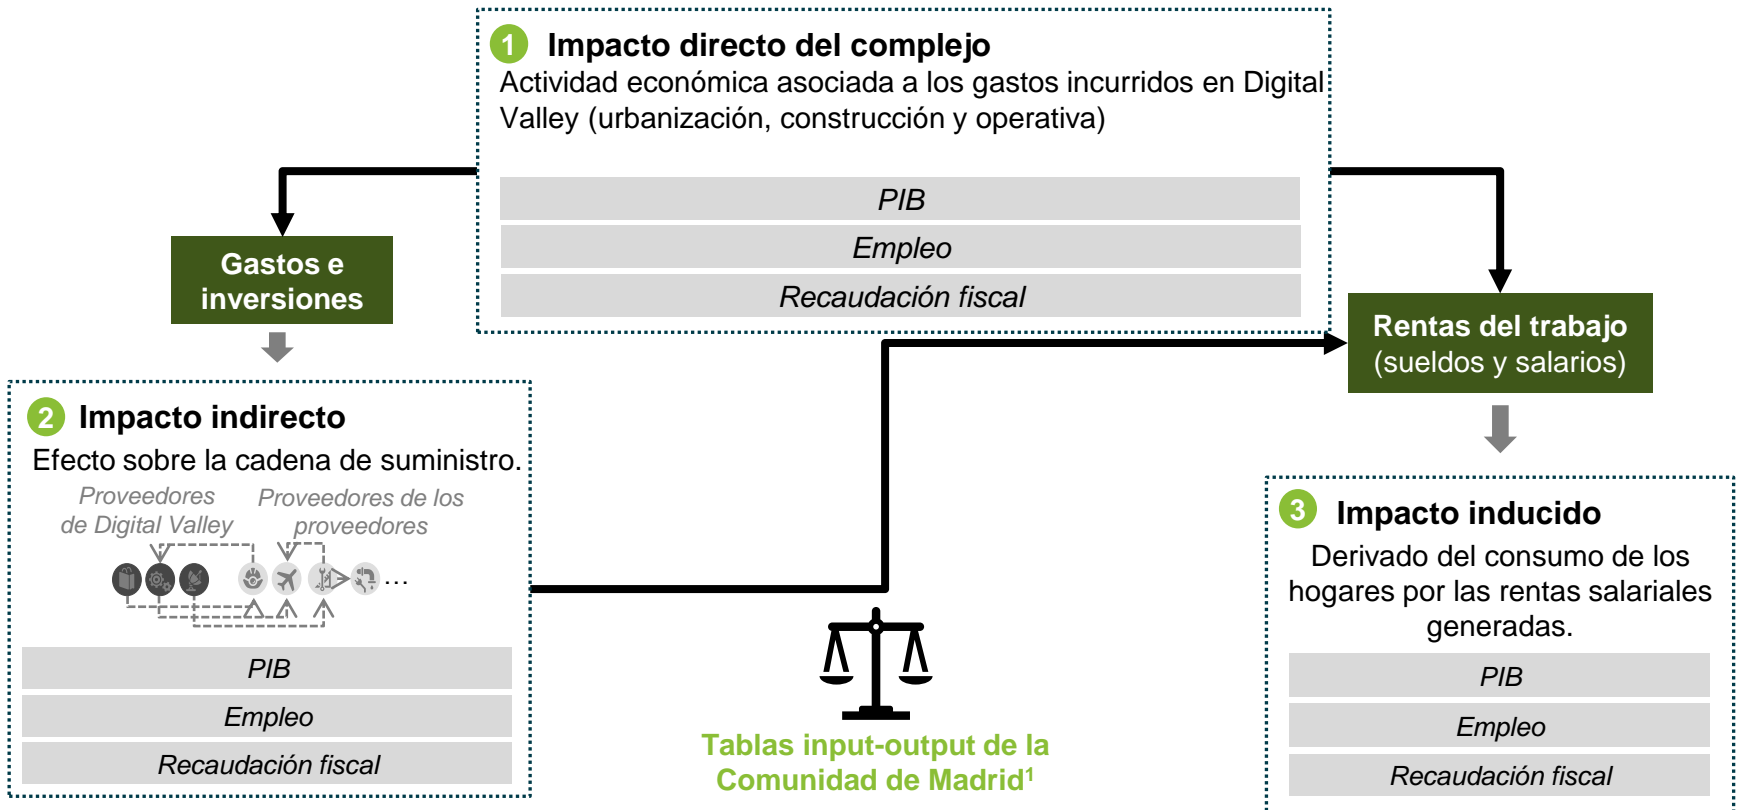 1 Impacto directo del complejo
Actividad económica asociada a los gastos incurridos en Digital
Valley (urbanización, construcción y operativa)
PIB
Empleo
Recaudación fiscal
Gastos e
inversiones
Rentas del trabajo
(sueldos y salarios)
2 Impacto indirecto
Efecto sobre la cadena de suministro.
Proveedores
de Digital Valley
Proveedores de los
proveedores
...
PIB
Empleo
Recaudación fiscal
Tablas input-output de la
Comunidad de Madrid¹
3 Impacto inducido
Derivado del consumo de los
hogares por las rentas salariales
generadas.
PIB
Empleo
Recaudación fiscal